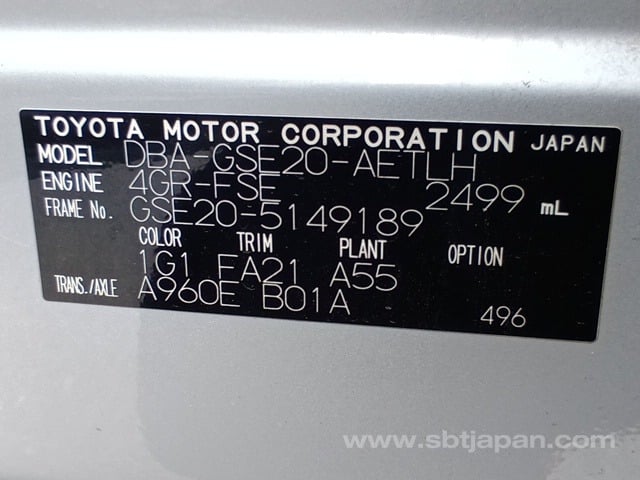 TOYOTA MOTOR CORPORATION JAPAN
MODEL DBA-GSE20-AETLH
ENGINE 4GR-FSE 2499 mL
FRAME No. GSE20-5149189
COLOR TRIM PLANT OPTION
1G1 FA21 A55
TRANS./AXLE A960E B01A
496
www.sbtjapan.com